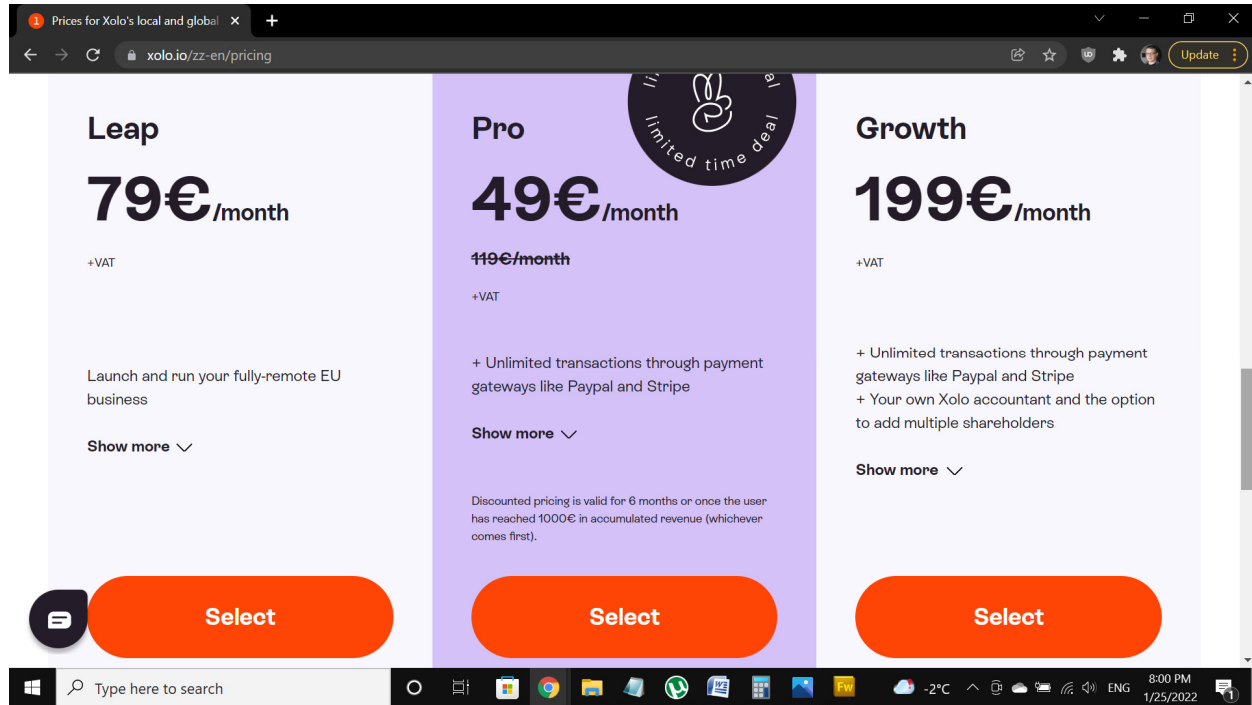 1 Prices for Xolo's local and global
xolo.io/zz-en/pricing
Update
Leap
79€/month
+VAT
Launch and run your fully-remote EU
business
Show more
Select
limited time deal
Pro
49€/month
119€/month
+VAT
+ Unlimited transactions through payment
gateways like Paypal and Stripe
Show more
Discounted pricing is valid for 6 months or once the user
has reached 1000€ in accumulated revenue (whichever
comes first).
Select
Growth
199€/month
+VAT
+ Unlimited transactions through payment
gateways like Paypal and Stripe
+ Your own Xolo accountant and the option
to add multiple shareholders
Show more
Select
Type here to search
Fw
-2°C
ENG
8:00 PM
1/25/2022
1